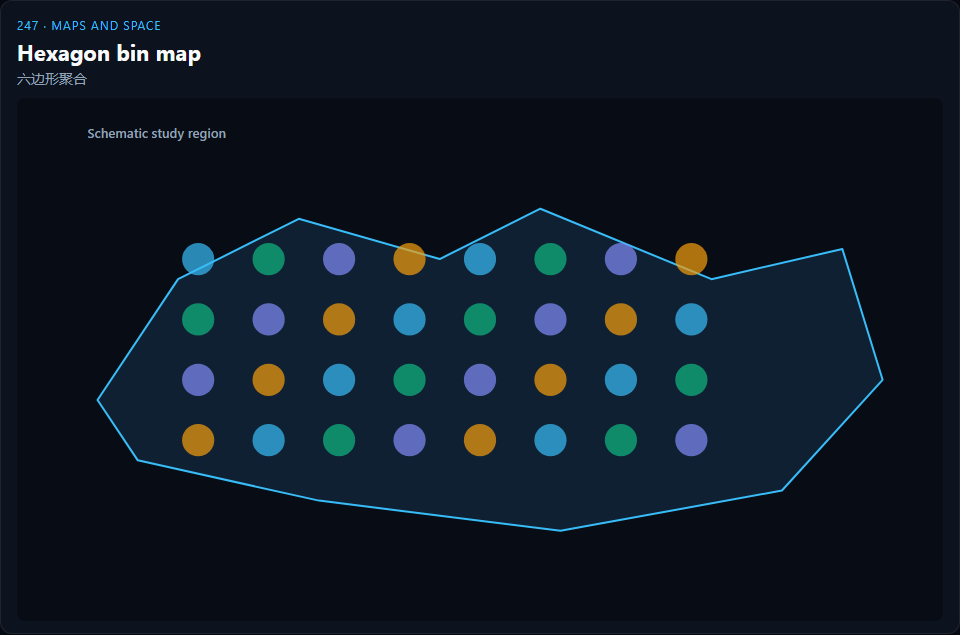 247 · MAPS AND SPACE
Hexagon bin map
六边形聚合
Schematic study region